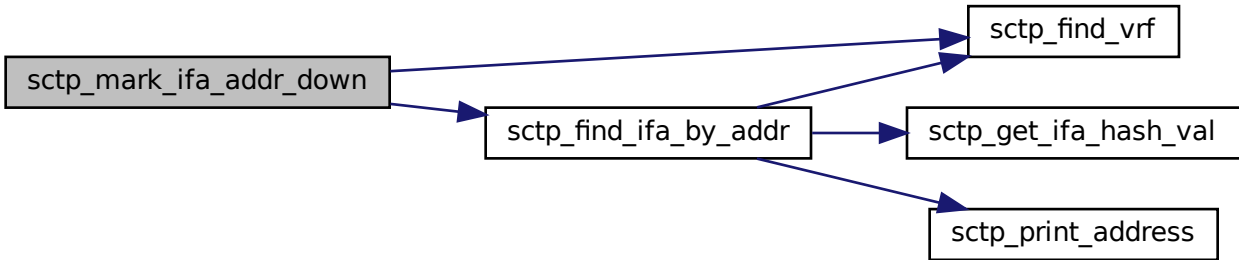 sctp_find_vrf
sctp_mark_ifa_addr_down
sctp_find_ifa_by_addr
sctp_get_ifa_hash_val
sctp_print_address